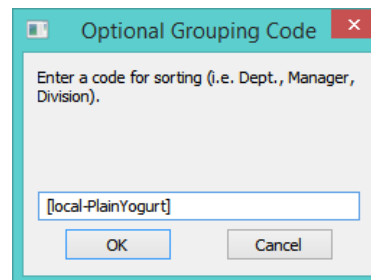 Optional Grouping Code
Enter a code for sorting (i.e. Dept., Manager,
Division).
[local-PlainYogurt]
OK
Cancel